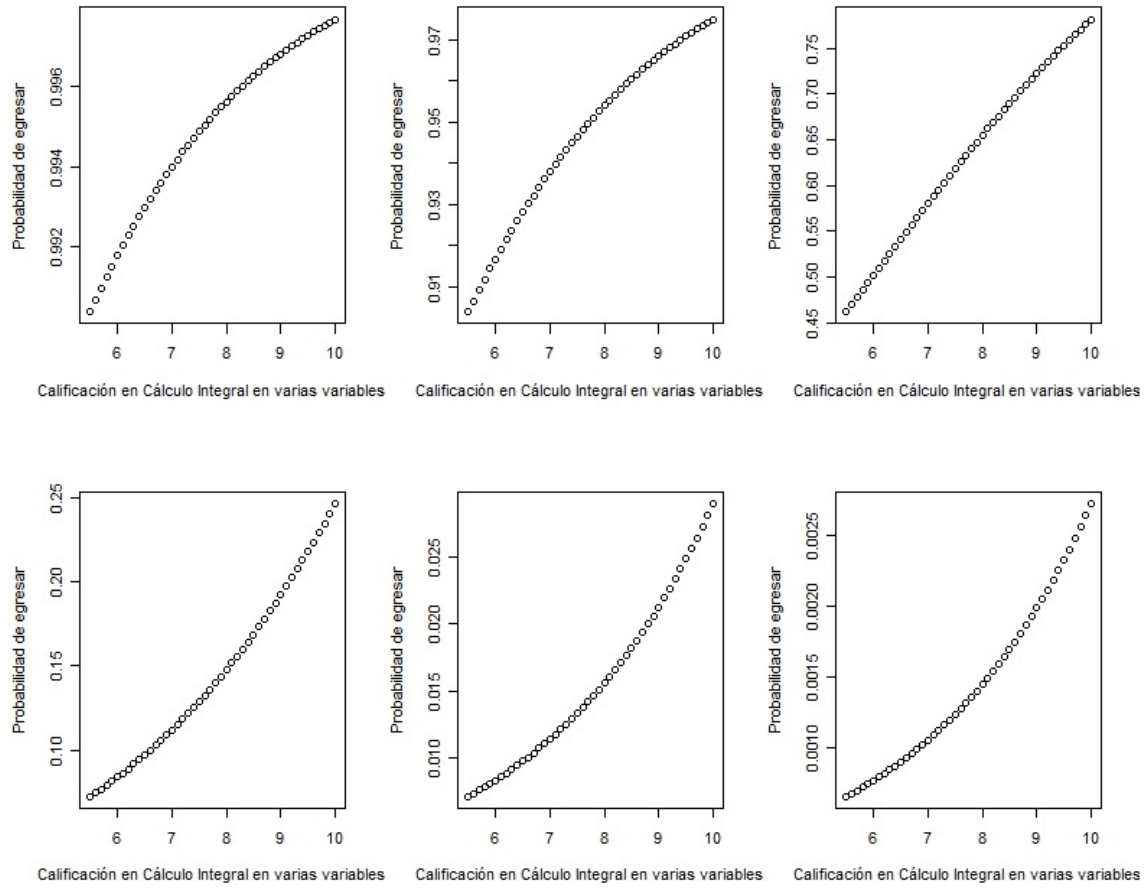 Probabilidad de egresar
0.992 0.994 0.996
6 7 8 9 10
Calificación en Cálculo Integral en varias variables
Probabilidad de egresar
0.91 0.93 0.95 0.97
6 7 8 9 10
Calificación en Cálculo Integral en varias variables
Probabilidad de egresar
0.45 0.50 0.55 0.60 0.65 0.70 0.75
6 7 8 9 10
Calificación en Cálculo Integral en varias variables
Probabilidad de egresar
0.10 0.15 0.20 0.25
6 7 8 9 10
Calificación en Cálculo Integral en varias variables
Probabilidad de egresar
0.010 0.015 0.020 0.025
6 7 8 9 10
Calificación en Cálculo Integral en varias variables
Probabilidad de egresar
0.0010 0.0015 0.0020 0.0025
6 7 8 9 10
Calificación en Cálculo Integral en varias variables